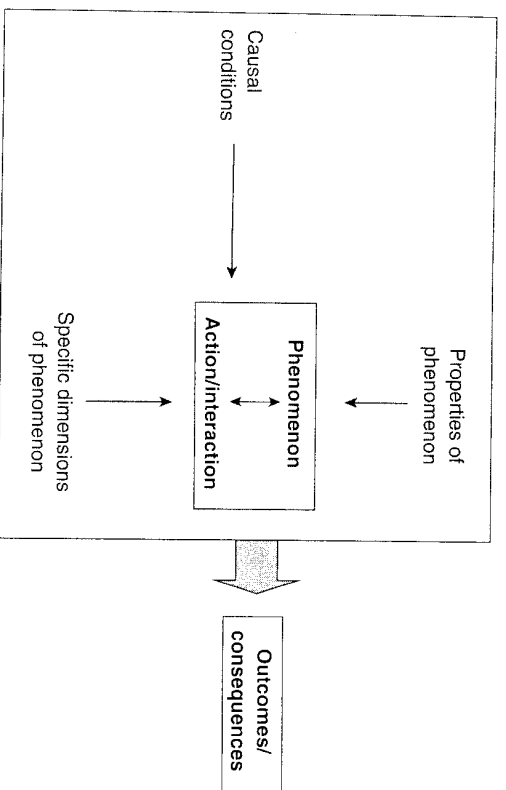 Properties of
phenomenon
Causal
conditions
Phenomenon
Action/interaction
Outcomes/
consequences
Specific dimensions
of phenomenon